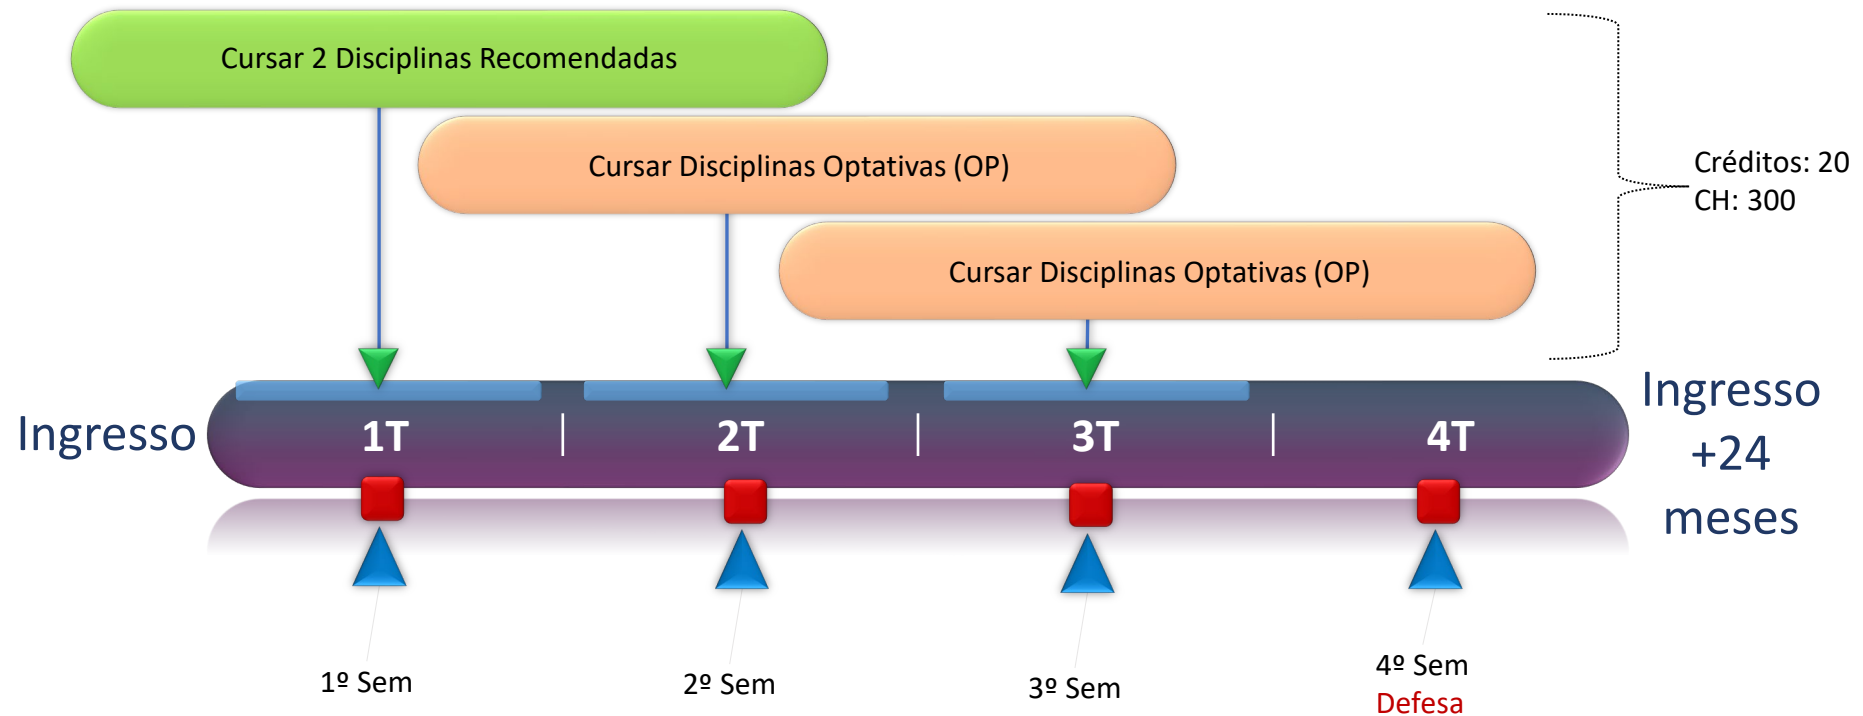 Cursar 2 Disciplinas Recomendadas
Cursar Disciplinas Optativas (OP)
Cursar Disciplinas Optativas (OP)
Créditos: 20
CH: 300
Ingresso
1T
2T
3T
4T
Ingresso
+24
meses
1º Sem
2º Sem
3º Sem
4º Sem
Defesa